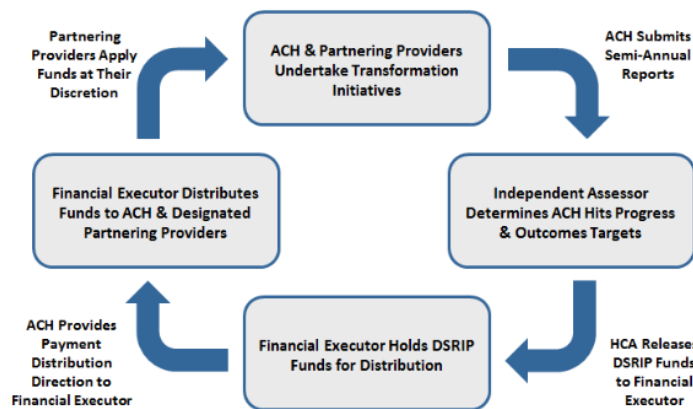 Partnering
Providers Apply
Funds at Their
Discretion
ACH & Partnering Providers
Undertake Transformation
Initiatives
ACH Submits
Semi-Annual
Reports
Financial Executor Distributes
Funds to ACH & Designated
Partnering Providers
Independent Assessor
Determines ACH Hits Progress
& Outcomes Targets
ACH Provides
Payment
Distribution
Direction to
Financial Executor
Financial Executor Holds DSRIP
Funds for Distribution
HCA Releases
DSRIP Funds
to Financial
Executor